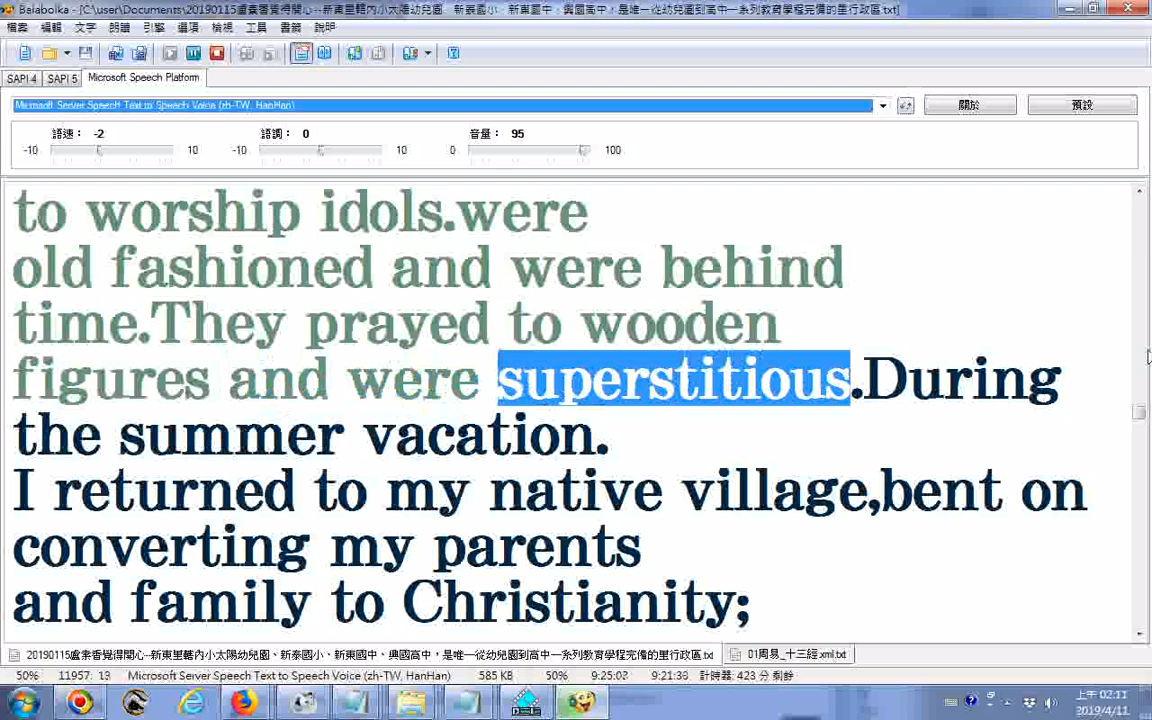 Balabolka - [C:\user\Documents\20190115盧素香覺得開心--新東里轄內小太陽幼兒園、新泰國小、新東國中、興國高中，是唯一從幼兒園到高中一系列教育學程完備的里行政區.txt]
檔案 編輯 文字 朗讀 引擎 選項 檢視 工具 書籤 說明
SAPI 4 SAPI 5 Microsoft Speech Platform
Microsoft Server Speech Text to Speech Voice (zh-TW, HanHan) 關於 預設
語速： -2 語調： 0 音量： 95
-10 10 -10 10 0 100
to worship idols.were
old fashioned and were behind
time.They prayed to wooden
figures and were superstitious.During
the summer vacation.
I returned to my native village,bent on
converting my parents
and family to Christianity;
20190115盧素香覺得開心--新東里轄內小太陽幼兒園、新泰國小、新東國中、興國高中，是唯一從幼兒園到高中一系列教育學程完備的里行政區.txt 01周易_十三經.xml.txt
50% 11957: 13 Microsoft Server Speech Text to Speech Voice (zh-TW, HanHan) 585 KB 50% 9:25:03 9:21:38 計時器: 423 分 剩餘
上午 02:11
2019/4/11